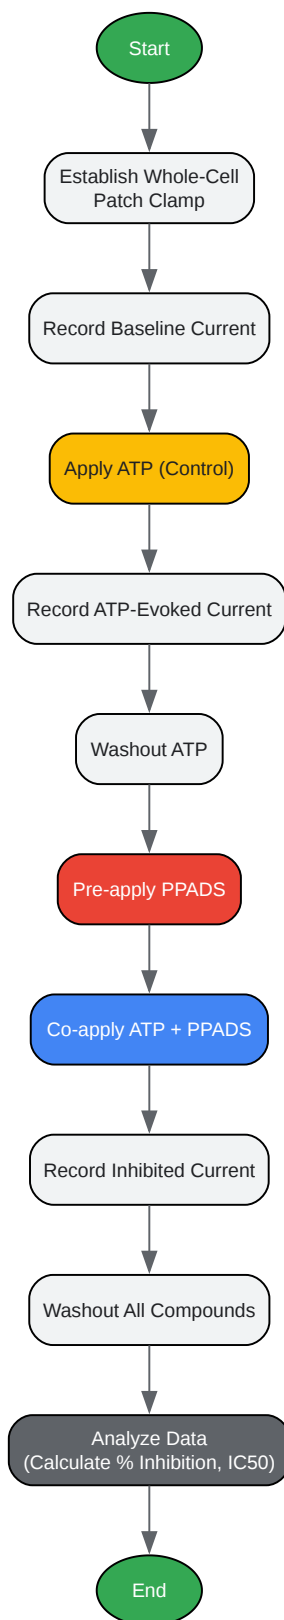 Start
Establish Whole-Cell
Patch Clamp
Record Baseline Current
Apply ATP (Control)
Record ATP-Evoked Current
Washout ATP
Pre-apply PPADS
Co-apply ATP + PPADS
Record Inhibited Current
Washout All Compounds
Analyze Data
(Calculate % Inhibition, IC50)
End